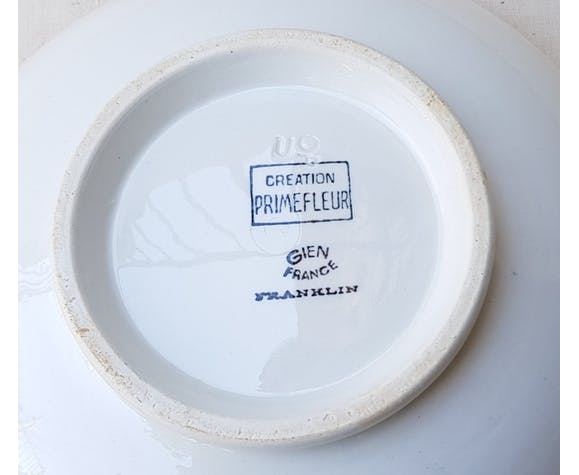 CREATION
PRIMEFLEUR
GIEN
FRANCE
FRANKLIN